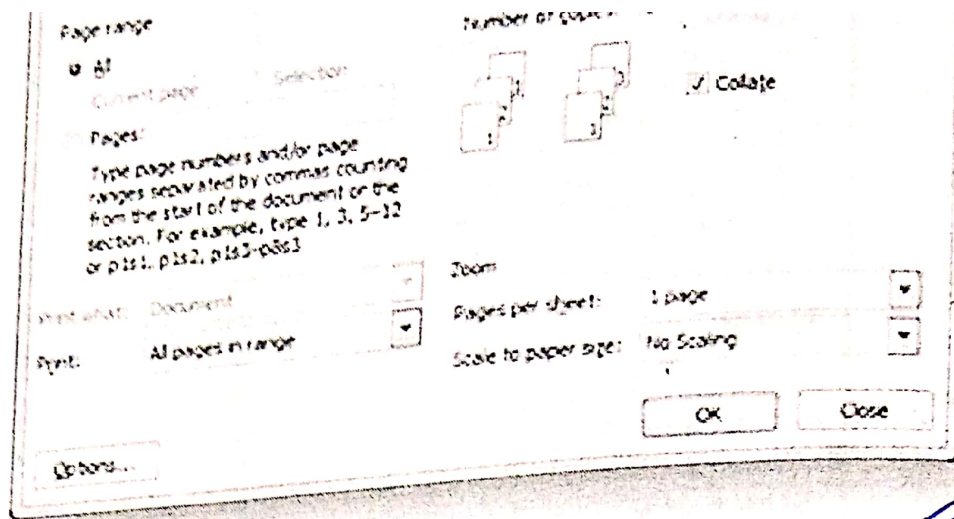 Page range
Number of copies:
All
Current page
Selection
Collate
Pages:
Type page numbers and/or page
ranges separated by commas counting
from the start of the document or the
section. For example, type 1, 3, 5-12
or p1s1, p1s2, p1s3-p8s3
Print what:
Document
Print:
All pages in range
Zoom
Pages per sheet:
1 page
Scale to paper size:
No Scaling
OK
Close
Options...